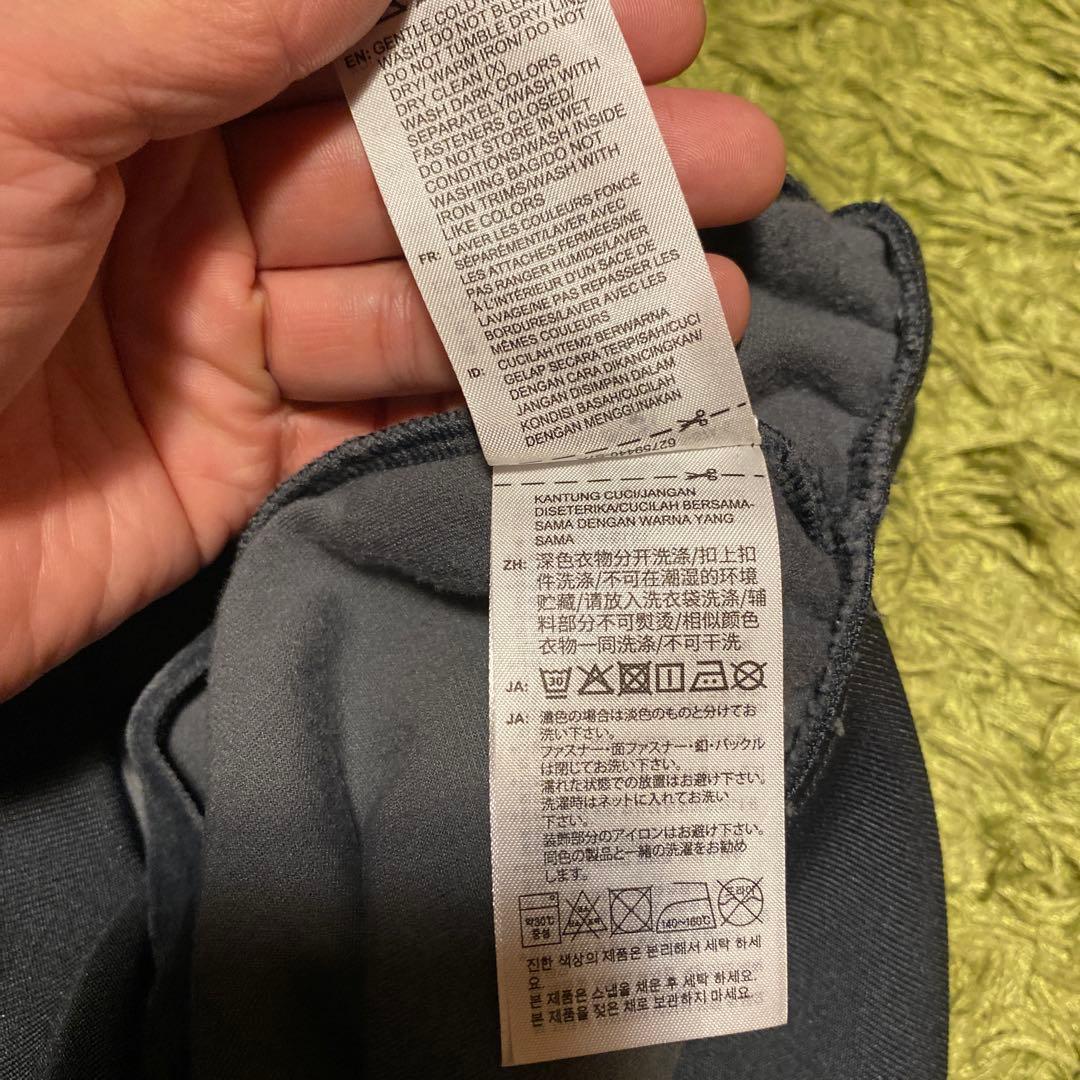 EN: GENTLE COLD
WASH/ DO NOT BLE
DO NOT TUMBLE DRY/ LI
DRY/ WARM IRON/ DO NOT
DRY CLEAN (X)
WASH DARK COLORS
SEPARATELY/WASH WITH
FASTENERS CLOSED/
DO NOT STORE IN WET
CONDITIONS/WASH INSIDE
WASHING BAG/DO NOT
IRON TRIMS/WASH WITH
LIKE COLORS
FR: LAVER LES COULEURS FONCÉ
SÉPARÉMENT/LAVER AVEC
LES ATTACHES FERMÉES/NE
PAS RANGER HUMIDE/LAVER
À L'INTÉRIEUR D'UN SAC DE
LAVAGE/NE PAS REPASSER LES
BORDURES/LAVER AVEC LES
MÊMES COULEURS
ID: CUCILAH ITEM2 BERWARNA
GELAP SECARA TERPISAH/CUCI
DENGAN CARA DIKANCINGKAN/
JANGAN DISIMPAN DALAM
KONDISI BASAH/CUCILAH
DENGAN MENGGUNAKAN
KANTUNG CUCI/JANGAN
DISETERIKA/CUCILAH BERSAMA-
SAMA DENGAN WARNA YANG
SAMA
ZH: 深色衣物分开洗涤/扣上扣
件洗涤/不可在潮湿的环境
贮藏/请放入洗衣袋洗涤/辅
料部分不可熨烫/相似颜色
衣物一同洗涤/不可干洗
JA: 30
JA: 濃色の場合は淡色のものと分けてお
洗い下さい。
ファスナー・面ファスナー・釦・バックル
は閉じてお洗い下さい。
濡れた状態での放置はお避け下さい。
洗濯時はネットに入れてお洗い
下さい。
装飾部分のアイロンはお避け下さい。
同色の製品と一緒の洗濯をお勧め
します。
약30℃
중성
140~160℃
드라이
진한 색상의 제품은 분리해서 세탁 하세
요
본 제품은 스냅을 채운 후 세탁 하세요.
본 제품을 젖은 채로 보관하지 마세요.